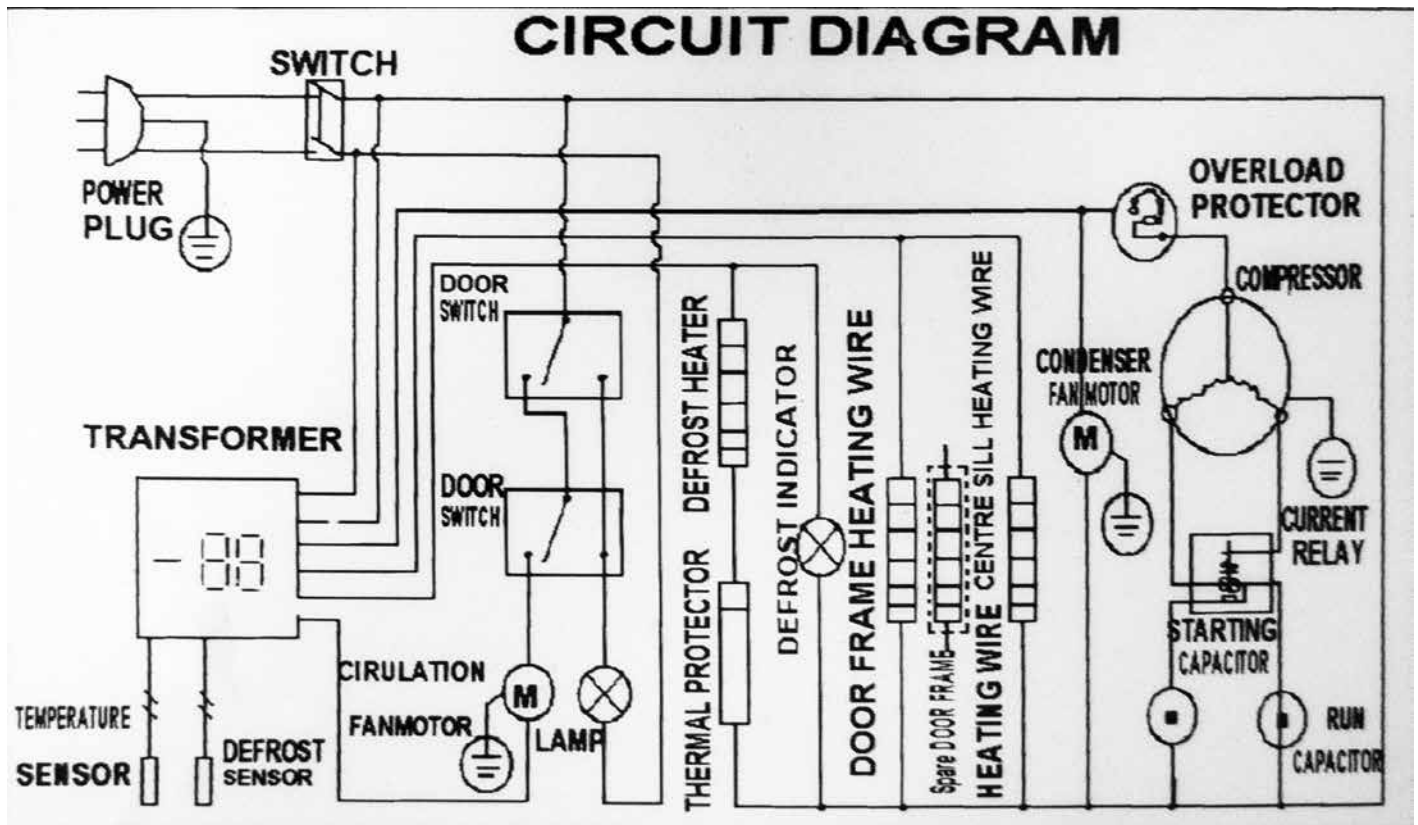 CIRCUIT DIAGRAM
SWITCH
POWER
PLUG
OVERLOAD
PROTECTOR
COMPRESSOR
DOOR
SWITCH
DEFROST HEATER
DEFROST INDICATOR
DOOR FRAME HEATING WIRE
CENTRE SILL HEATING WIRE
CONDENSER
FAN MOTOR
M
TRANSFORMER
-88
DOOR
SWITCH
THERMAL PROTECTOR
Spare DOOR FRAME
HEATING WIRE
CURRENT
RELAY
STARTING
CAPACITOR
CIRULATION
FANMOTOR
M
LAMP
RUN
CAPACITOR
TEMPERATURE
SENSOR
DEFROST
SENSOR